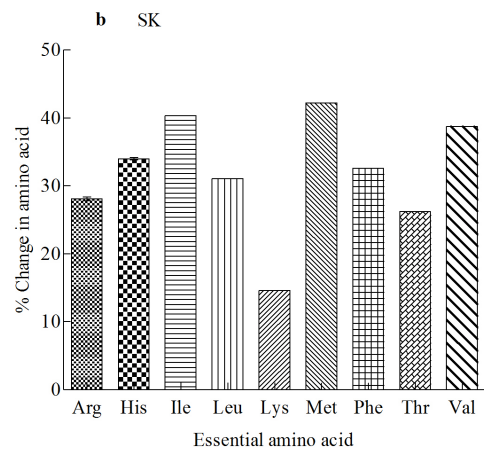 b SK
50
40
30
20
10
0
% Change in amino acid
Arg His Ile Leu Lys Met Phe Thr Val
Essential amino acid